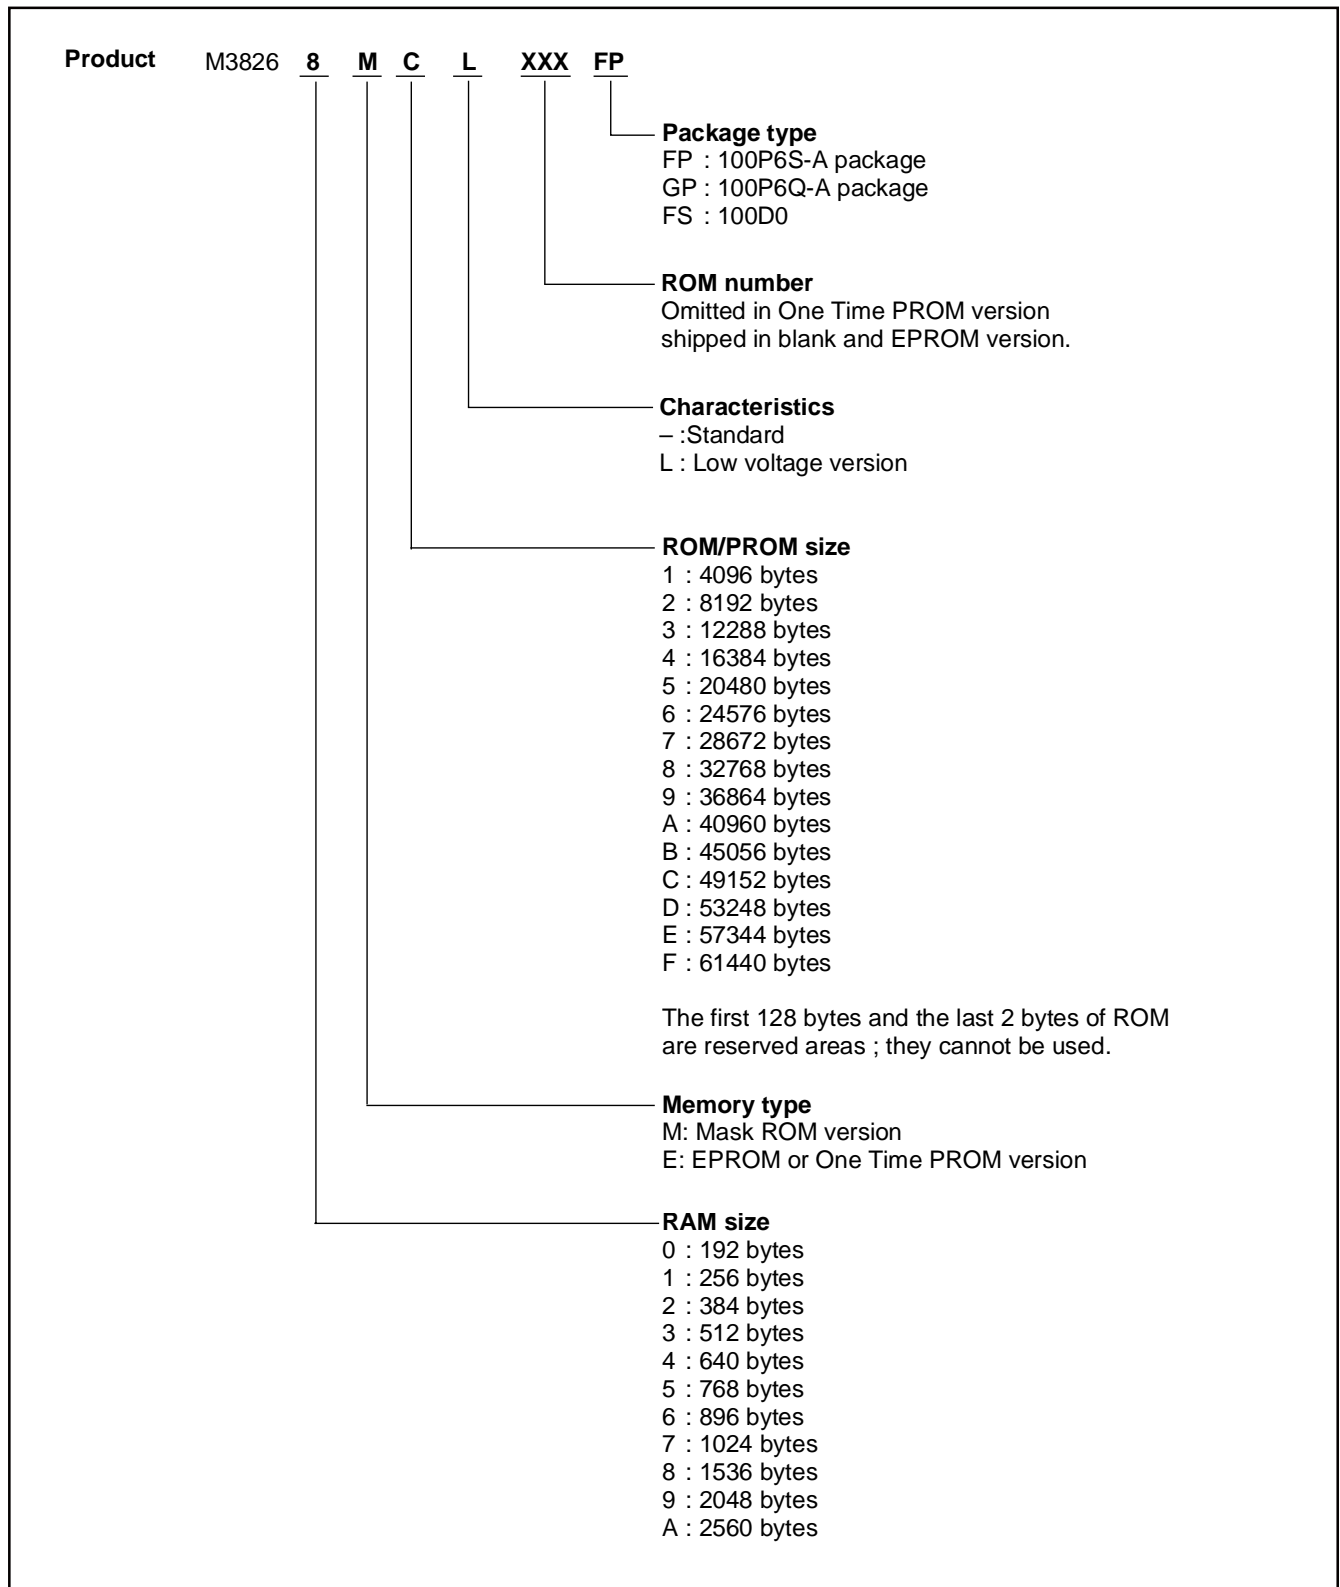 Product M3826 8 M C L XXX FP
Package type
FP : 100P6S-A package
GP : 100P6Q-A package
FS : 100D0
ROM number
Omitted in One Time PROM version
shipped in blank and EPROM version.
Characteristics
– :Standard
L : Low voltage version
ROM/PROM size
1 : 4096 bytes
2 : 8192 bytes
3 : 12288 bytes
4 : 16384 bytes
5 : 20480 bytes
6 : 24576 bytes
7 : 28672 bytes
8 : 32768 bytes
9 : 36864 bytes
A : 40960 bytes
B : 45056 bytes
C : 49152 bytes
D : 53248 bytes
E : 57344 bytes
F : 61440 bytes
The first 128 bytes and the last 2 bytes of ROM
are reserved areas ; they cannot be used.
Memory type
M: Mask ROM version
E: EPROM or One Time PROM version
RAM size
0 : 192 bytes
1 : 256 bytes
2 : 384 bytes
3 : 512 bytes
4 : 640 bytes
5 : 768 bytes
6 : 896 bytes
7 : 1024 bytes
8 : 1536 bytes
9 : 2048 bytes
A : 2560 bytes